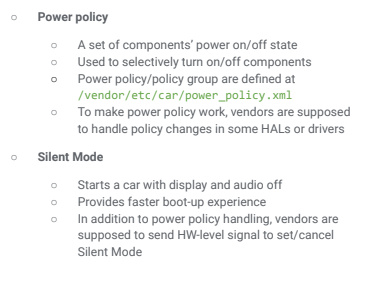 ○ Power policy
○ A set of components' power on/off state
○ Used to selectively turn on/off components
○ Power policy/policy group are defined at
/vendor/etc/car/power_policy.xml
○ To make power policy work, vendors are supposed
to handle policy changes in some HALs or drivers
○ Silent Mode
○ Starts a car with display and audio off
○ Provides faster boot-up experience
○ In addition to power policy handling, vendors are
supposed to send HW-level signal to set/cancel
Silent Mode